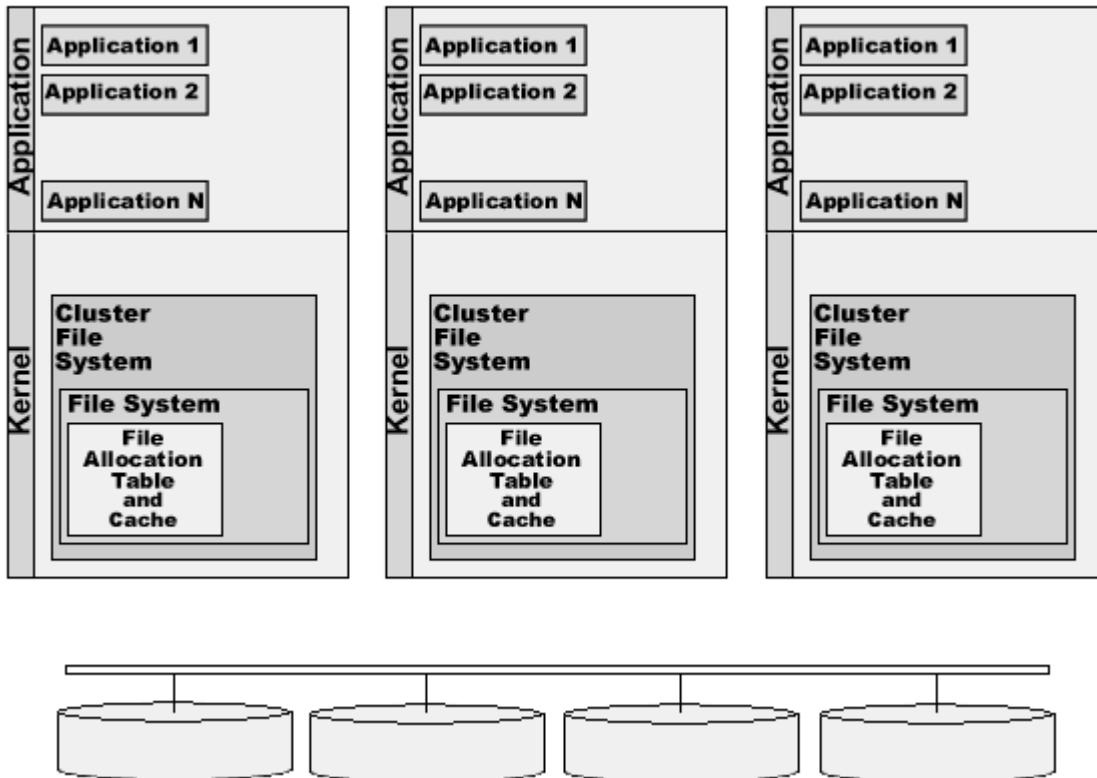 Application
Application 1
Application 2
Application N
Kernel
Cluster
File
System
File System
File
Allocation
Table
and
Cache
Application
Application 1
Application 2
Application N
Kernel
Cluster
File
System
File System
File
Allocation
Table
and
Cache
Application
Application 1
Application 2
Application N
Kernel
Cluster
File
System
File System
File
Allocation
Table
and
Cache